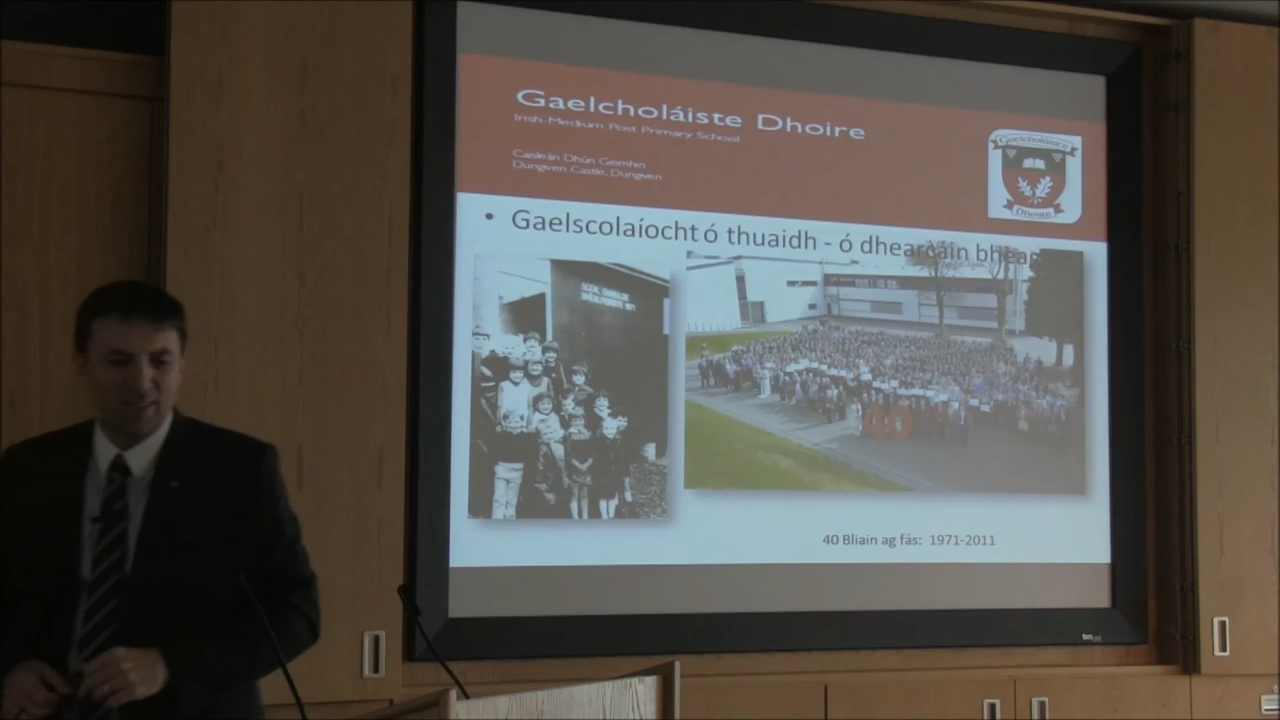 Gaelcholáiste Dhoire
Irish-Medium Post Primary School
Caisleán Dhún Geimhin
Dungiven Castle, Dungiven
Gaelcholáiste
Dhoire
• Gaelscolaíocht ó thuaidh - ó dhearcáin bhea
40 Bliain ag fás: 1971-2011